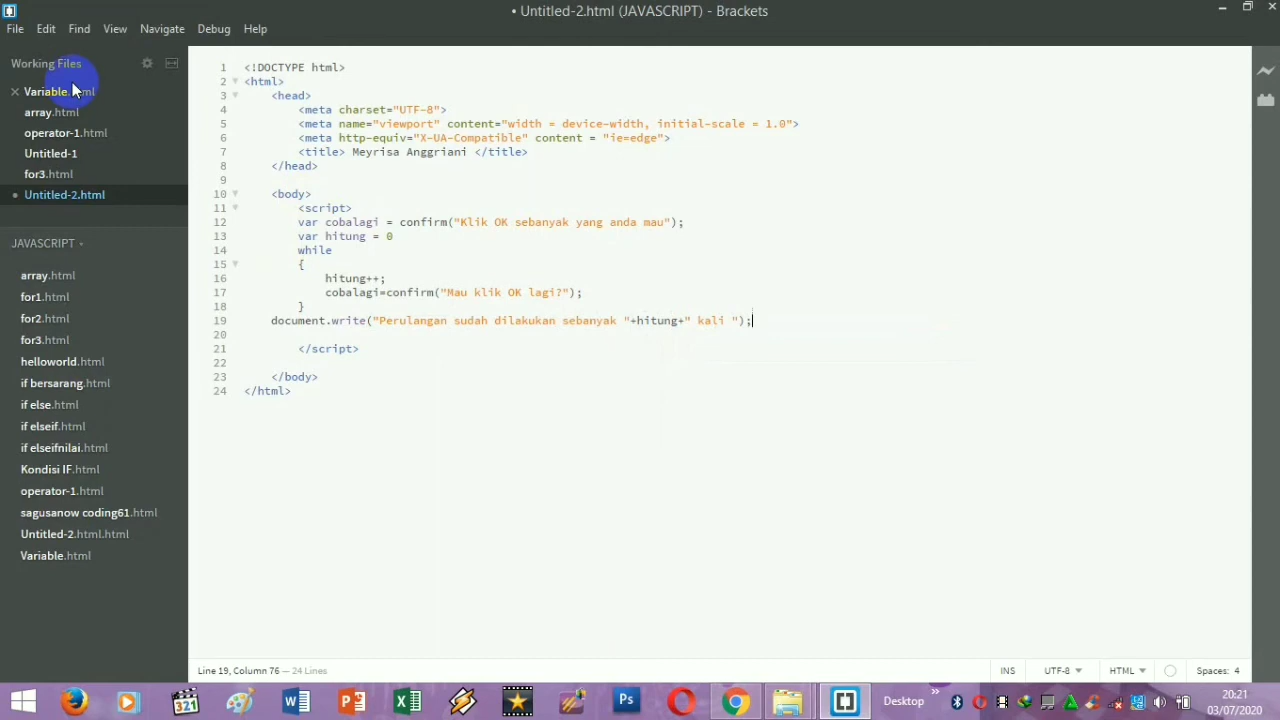 • Untitled-2.html (JAVASCRIPT) - Brackets
File Edit Find View Navigate Debug Help
Working Files
Variable.html
array.html
operator-1.html
Untitled-1
for3.html
Untitled-2.html
JAVASCRIPT
array.html
for1.html
for2.html
for3.html
helloworld.html
if bersarang.html
if else.html
if elseif.html
if elseifnilai.html
Kondisi IF.html
operator-1.html
sagusanow coding61.html
Untitled-2.html.html
Variable.html
1 <!DOCTYPE html>
2 <html>
3 <head>
4 <meta charset="UTF-8">
5 <meta name="viewport" content="width = device-width, initial-scale = 1.0">
6 <meta http-equiv="X-UA-Compatible" content = "ie=edge">
7 <title> Meyrisa Anggriani </title>
8 </head>
9
10 <body>
11 <script>
12 var cobalagi = confirm("Klik OK sebanyak yang anda mau");
13 var hitung = 0
14 while
15 {
16 hitung++;
17 cobalagi=confirm("Mau klik OK lagi?");
18 }
19 document.write("Perulangan sudah dilakukan sebanyak "+hitung+" kali ");
20
21 </script>
22
23 </body>
24 </html>
Line 19, Column 76 — 24 Lines
INS UTF-8 HTML Spaces: 4
321
Ps
Desktop »
20:21
03/07/2020